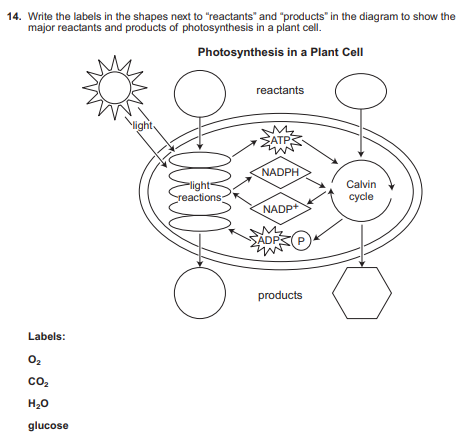 14. Write the labels in the shapes next to "reactants" and "products" in the diagram to show the
major reactants and products of photosynthesis in a plant cell.
Photosynthesis in a Plant Cell
reactants
light
ATP
NADPH
light
reactions
Calvin
cycle
NADP+
ADP
P
products
Labels:
O₂
CO₂
H₂O
glucose